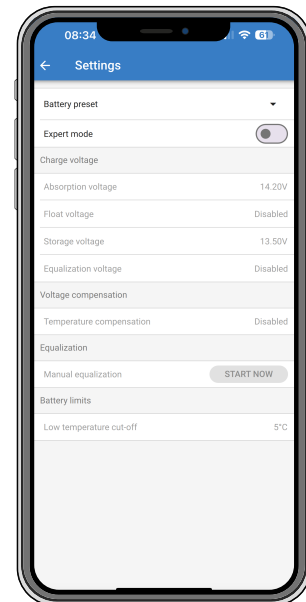 08:34 61
Settings
Battery preset
Expert mode
Charge voltage
Absorption voltage 14.20V
Float voltage Disabled
Storage voltage 13.50V
Equalization voltage Disabled
Voltage compensation
Temperature compensation Disabled
Equalization
Manual equalization START NOW
Battery limits
Low temperature cut-off 5°C